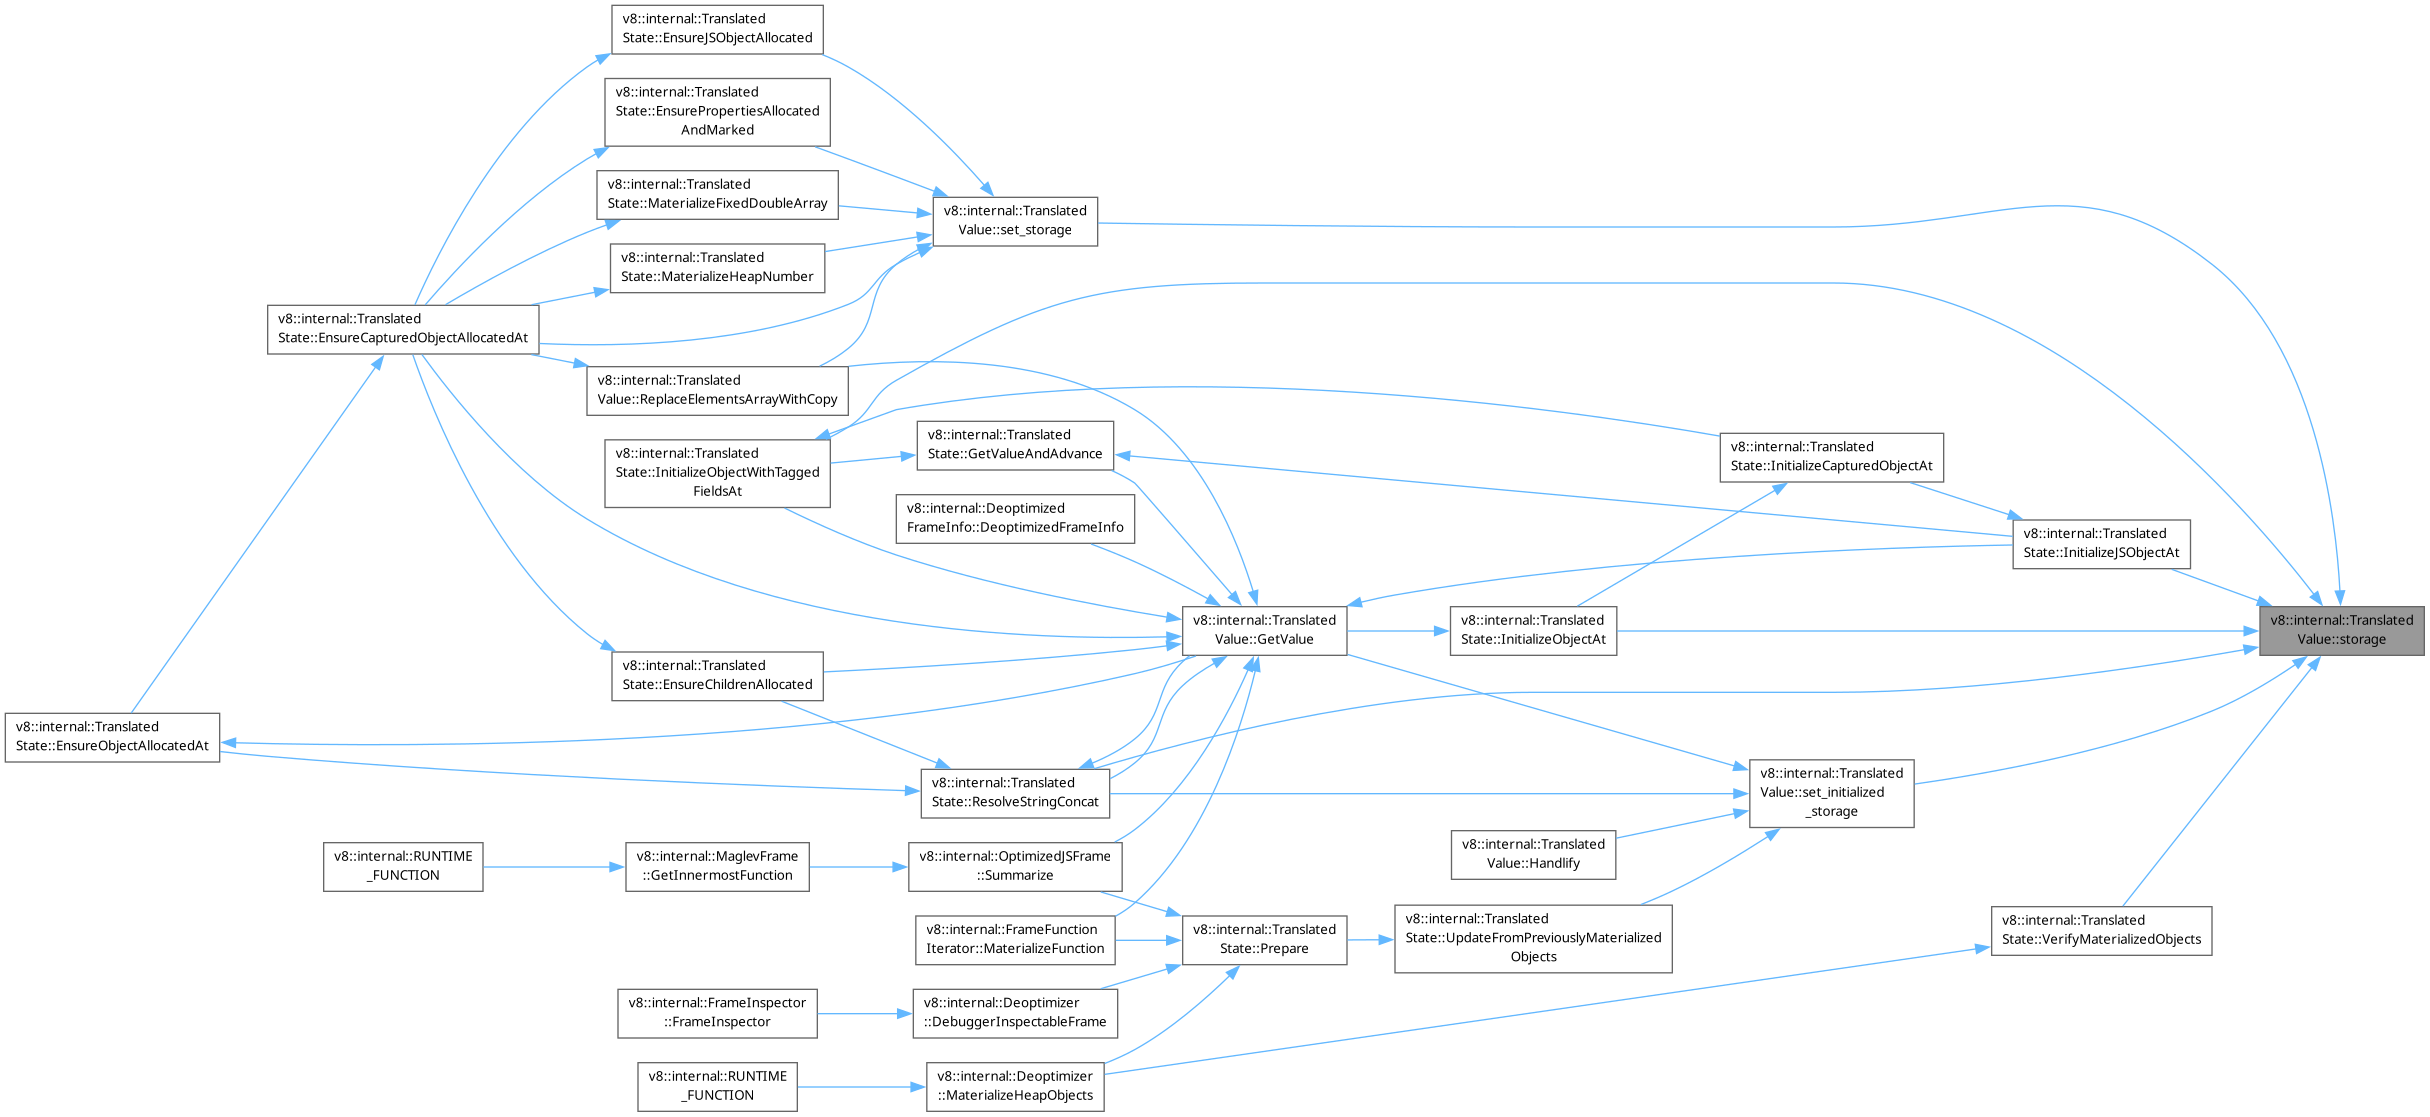 v8::internal::Translated
State::EnsureJSObjectAllocated
v8::internal::Translated
State::EnsurePropertiesAllocated
AndMarked
v8::internal::Translated
State::MaterializeFixedDoubleArray
v8::internal::Translated
Value::set_storage
v8::internal::Translated
State::MaterializeHeapNumber
v8::internal::Translated
State::EnsureCapturedObjectAllocatedAt
v8::internal::Translated
Value::ReplaceElementsArrayWithCopy
v8::internal::Translated
State::InitializeObjectWithTagged
FieldsAt
v8::internal::Translated
State::GetValueAndAdvance
v8::internal::Translated
State::InitializeCapturedObjectAt
v8::internal::Deoptimized
FrameInfo::DeoptimizedFrameInfo
v8::internal::Translated
State::InitializeJSObjectAt
v8::internal::Translated
Value::GetValue
v8::internal::Translated
State::InitializeObjectAt
v8::internal::Translated
Value::storage
v8::internal::Translated
State::EnsureChildrenAllocated
v8::internal::Translated
State::EnsureObjectAllocatedAt
v8::internal::Translated
State::ResolveStringConcat
v8::internal::Translated
Value::set_initialized
_storage
v8::internal::Translated
Value::Handlify
v8::internal::RUNTIME
_FUNCTION
v8::internal::MaglevFrame
::GetInnermostFunction
v8::internal::OptimizedJSFrame
::Summarize
v8::internal::FrameFunction
Iterator::MaterializeFunction
v8::internal::Translated
State::Prepare
v8::internal::Translated
State::UpdateFromPreviouslyMaterialized
Objects
v8::internal::Translated
State::VerifyMaterializedObjects
v8::internal::FrameInspector
::FrameInspector
v8::internal::Deoptimizer
::DebuggerInspectableFrame
v8::internal::RUNTIME
_FUNCTION
v8::internal::Deoptimizer
::MaterializeHeapObjects